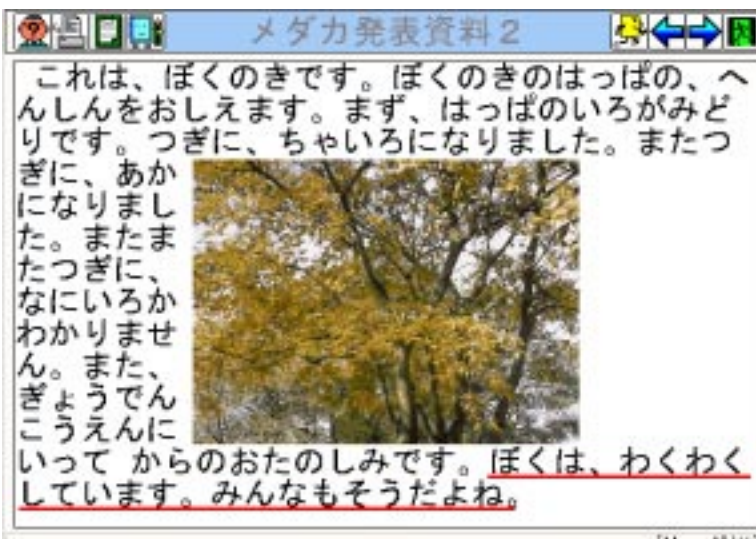 メダカ発表資料2
これは、ぼくのきです。ぼくのきのはっぱの、へ
んしんをおしえます。まず、はっぱのいろがみど
りです。つぎに、ちゃいろになりました。またつ
ぎに、あか
になりまし
た。またま
たつぎに、
なにいろか
わかりませ
ん。また、
ぎょうでん
こうえんに
いって からのおたのしみです。ぼくは、わくわく
しています。みんなもそうだよね。